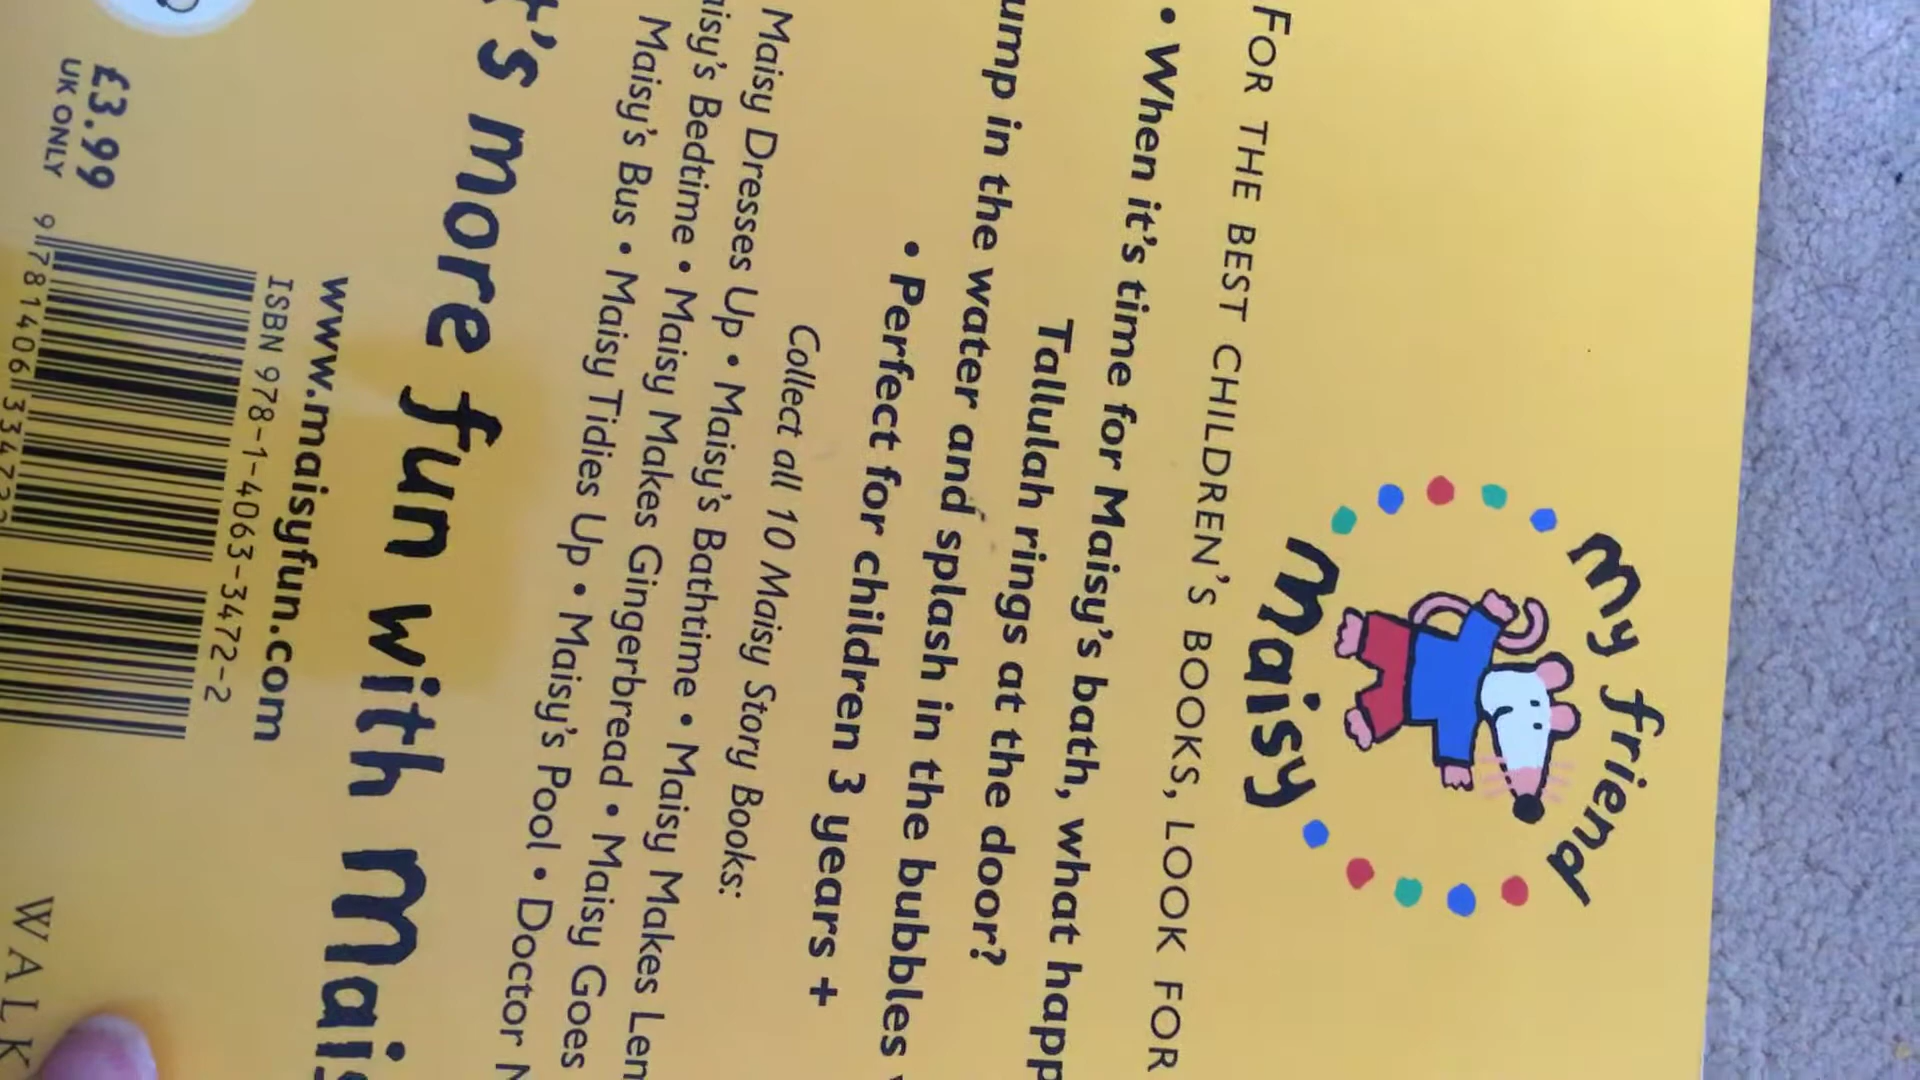 my friend
maisy
FOR THE BEST CHILDREN'S BOOKS, LOOK FOR
• When it's time for Maisy's bath, what happ
Tallulah rings at the door?
ump in the water and splash in the bubbles
• Perfect for children 3 years +
Collect all 10 Maisy Story Books:
Maisy Dresses Up • Maisy's Bathtime • Maisy Makes Lem
aisy's Bedtime • Maisy Makes Gingerbread • Maisy Goes
Maisy's Bus • Maisy Tidies Up • Maisy's Pool • Doctor M
t's more fun with Mais
www.maisyfun.com
ISBN 978-1-4063-3472-2
£3.99
UK ONLY
9 781406 33472
WALK